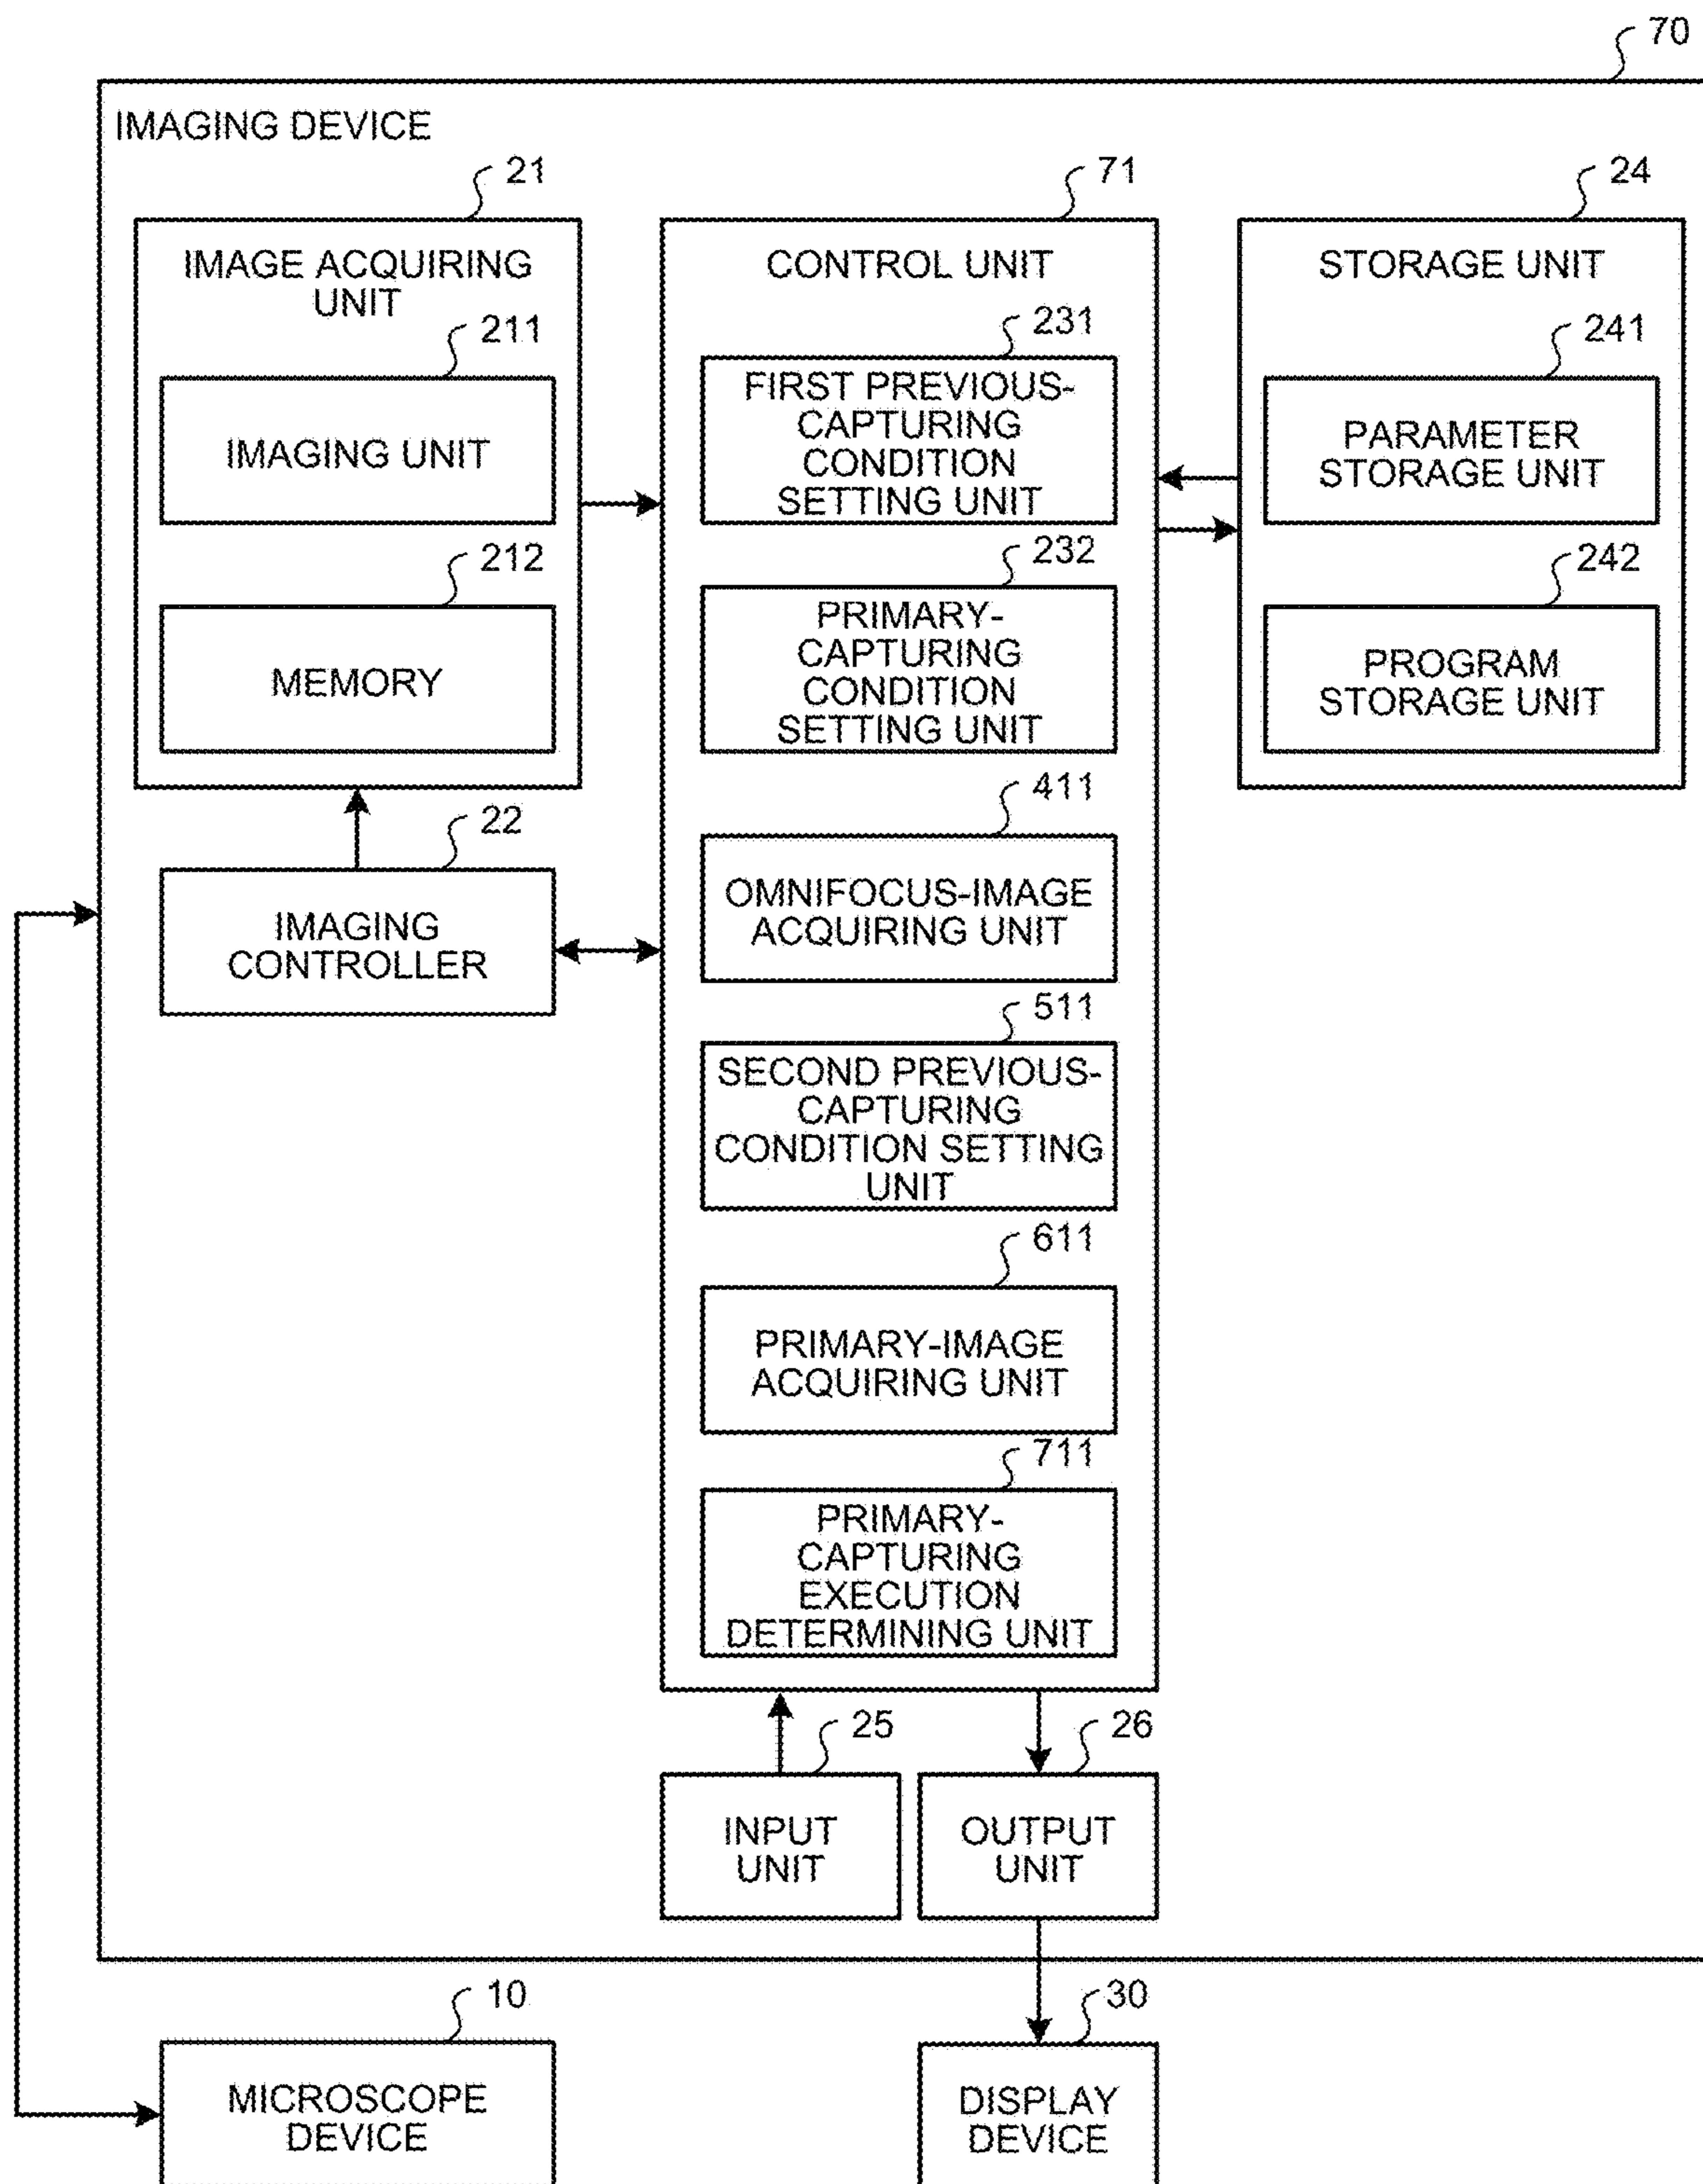 70
IMAGING DEVICE
21
IMAGE ACQUIRING
UNIT
211
IMAGING UNIT
212
MEMORY
22
IMAGING
CONTROLLER
71
CONTROL UNIT
231
FIRST PREVIOUS-
CAPTURING
CONDITION
SETTING UNIT
232
PRIMARY-
CAPTURING
CONDITION
SETTING UNIT
411
OMNIFOCUS-IMAGE
ACQUIRING UNIT
511
SECOND PREVIOUS-
CAPTURING
CONDITION SETTING
UNIT
611
PRIMARY-IMAGE
ACQUIRING UNIT
711
PRIMARY-
CAPTURING
EXECUTION
DETERMINING UNIT
24
STORAGE UNIT
241
PARAMETER
STORAGE UNIT
242
PROGRAM
STORAGE UNIT
25
INPUT
UNIT
26
OUTPUT
UNIT
10
MICROSCOPE
DEVICE
30
DISPLAY
DEVICE